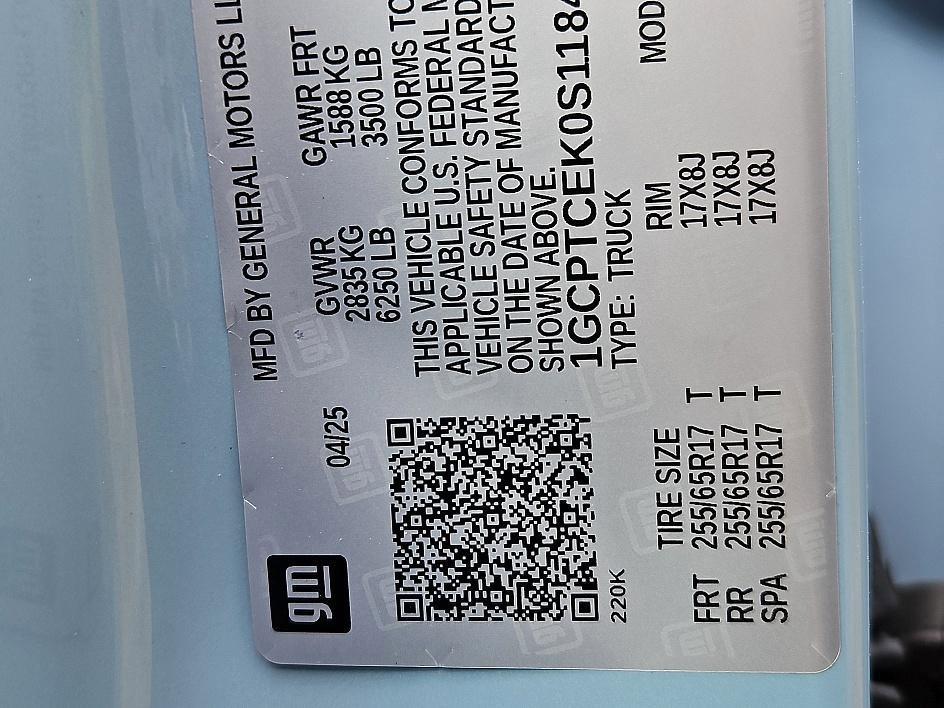 gm
MFD BY GENERAL MOTORS
04/25
GVWR GAWR FRT
2835 KG 1588 KG
6250 LB 3500 LB
THIS VEHICLE CONFORMS TO
APPLICABLE U.S. FEDERAL
VEHICLE SAFETY STANDARD
ON THE DATE OF MANUFACT
SHOWN ABOVE.
1GCPTCEK0S1184
TYPE: TRUCK MOD
220K
TIRE SIZE RIM
FRT 255/65R17 T 17X8J
RR 255/65R17 T 17X8J
SPA 255/65R17 T 17X8J